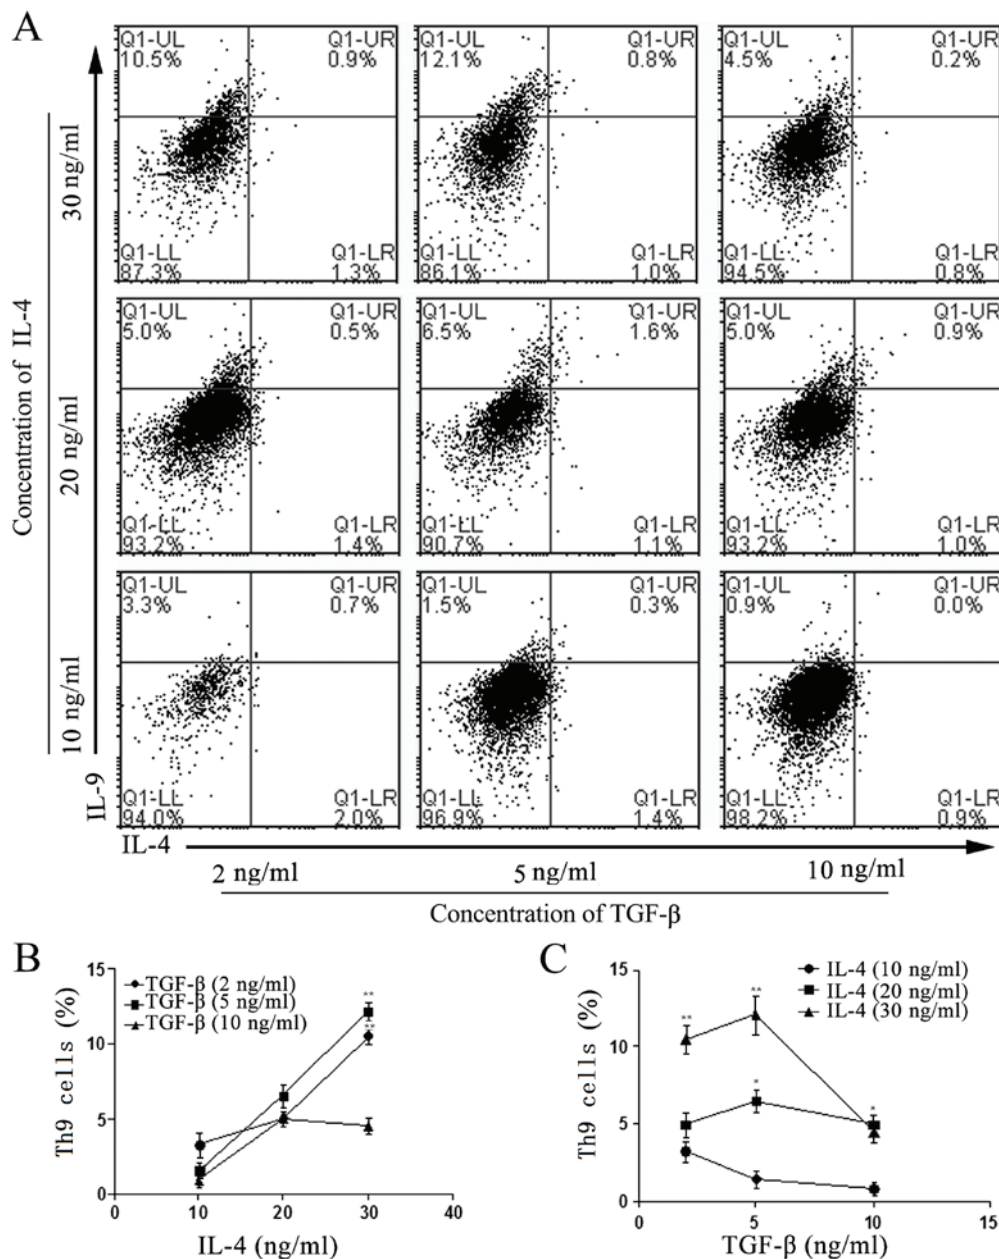 A
Q1-UL Q1-UR Q1-UL Q1-UR Q1-UL Q1-UR
10.5% 0.9% 12.1% 0.8% 4.5% 0.2%
30 ng/ml
Q1-LL Q1-LR Q1-LL Q1-LR Q1-LL Q1-LR
87.3% 1.3% 86.1% 1.0% 94.5% 0.8%
Concentration of IL-4
Q1-UL Q1-UR Q1-UL Q1-UR Q1-UL Q1-UR
5.0% 0.5% 6.5% 1.6% 5.0% 0.9%
20 ng/ml
Q1-LL Q1-LR Q1-LL Q1-LR Q1-LL Q1-LR
93.2% 1.4% 90.7% 1.1% 93.2% 1.0%
Q1-UL Q1-UR Q1-UL Q1-UR Q1-UL Q1-UR
3.3% 0.7% 1.5% 0.3% 0.9% 0.0%
10 ng/ml
Q1-LL Q1-LR Q1-LL Q1-LR Q1-LL Q1-LR
94.0% 2.0% 96.9% 1.4% 98.2% 0.9%
IL-9
IL-4
2 ng/ml 5 ng/ml 10 ng/ml
Concentration of TGF-β
B
TGF-β (2 ng/ml)
TGF-β (5 ng/ml)
TGF-β (10 ng/ml)
**
**
Th9 cells (%)
15
10
5
0
0 10 20 30 40
IL-4 (ng/ml)
C
IL-4 (10 ng/ml)
IL-4 (20 ng/ml)
IL-4 (30 ng/ml)
** **
* *
Th9 cells (%)
15
10
5
0
0 5 10 15
TGF-β (ng/ml)